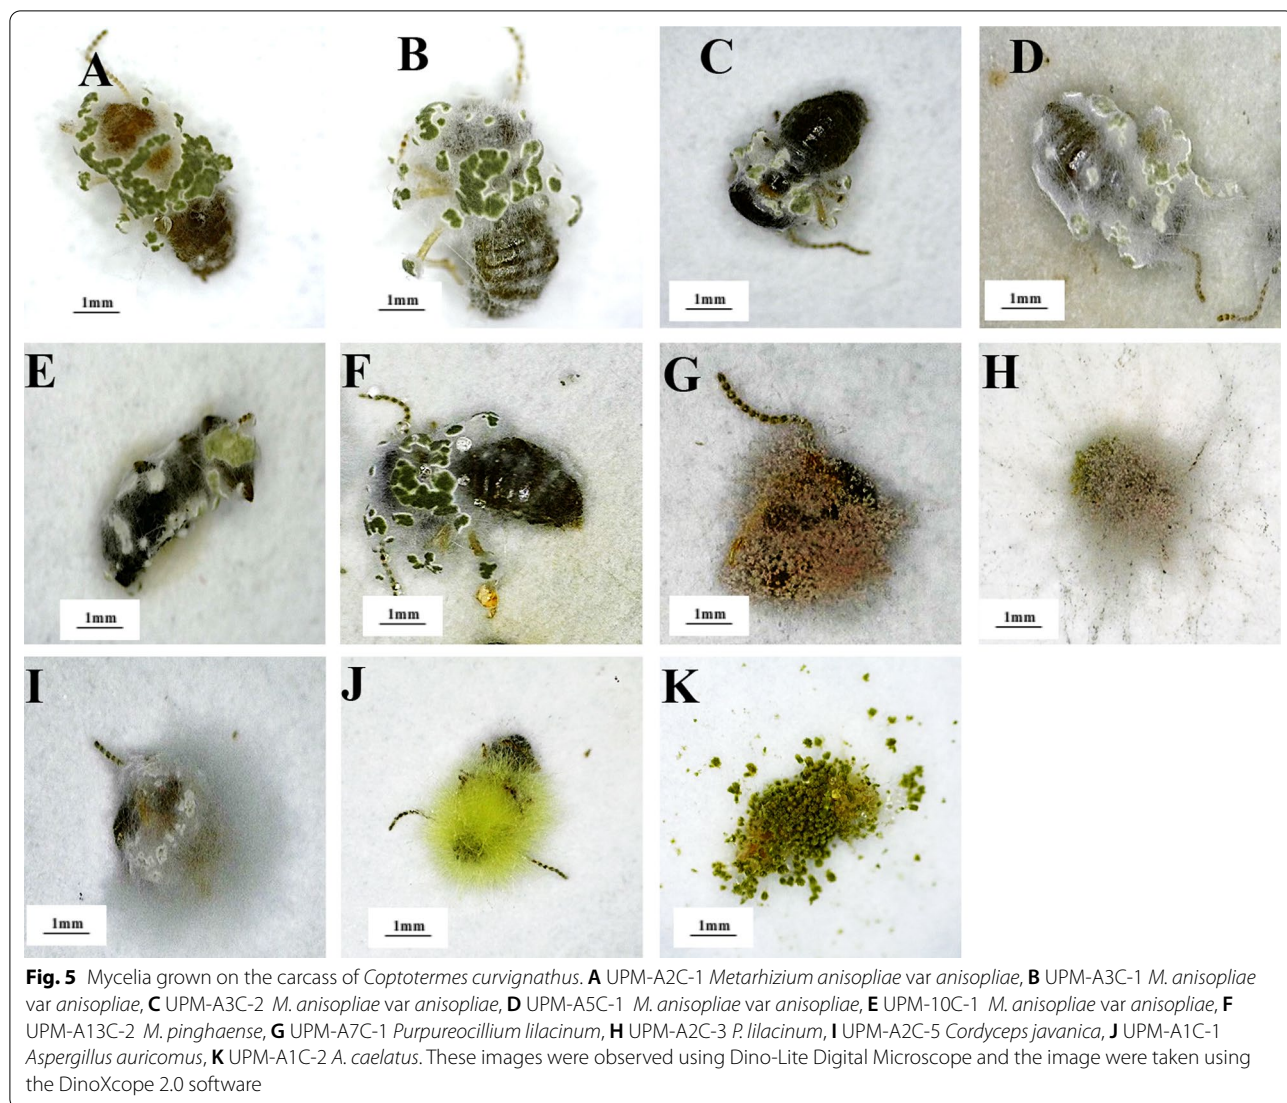 A B C D
1mm 1mm 1mm 1mm
E F G H
1mm 1mm 1mm 1mm
I J K
1mm 1mm 1mm
Fig. 5 Mycelia grown on the carcass of Coptotermes curvignathus. A UPM-A2C-1 Metarhizium anisopliae var anisopliae, B UPM-A3C-1 M. anisopliae
var anisopliae, C UPM-A3C-2 M. anisopliae var anisopliae, D UPM-A5C-1 M. anisopliae var anisopliae, E UPM-10C-1 M. anisopliae var anisopliae, F
UPM-A13C-2 M. pinghaense, G UPM-A7C-1 Purpureocillium lilacinum, H UPM-A2C-3 P. lilacinum, I UPM-A2C-5 Cordyceps javanica, J UPM-A1C-1
Aspergillus auricomus, K UPM-A1C-2 A. caelatus. These images were observed using Dino-Lite Digital Microscope and the image were taken using
the DinoXcope 2.0 software